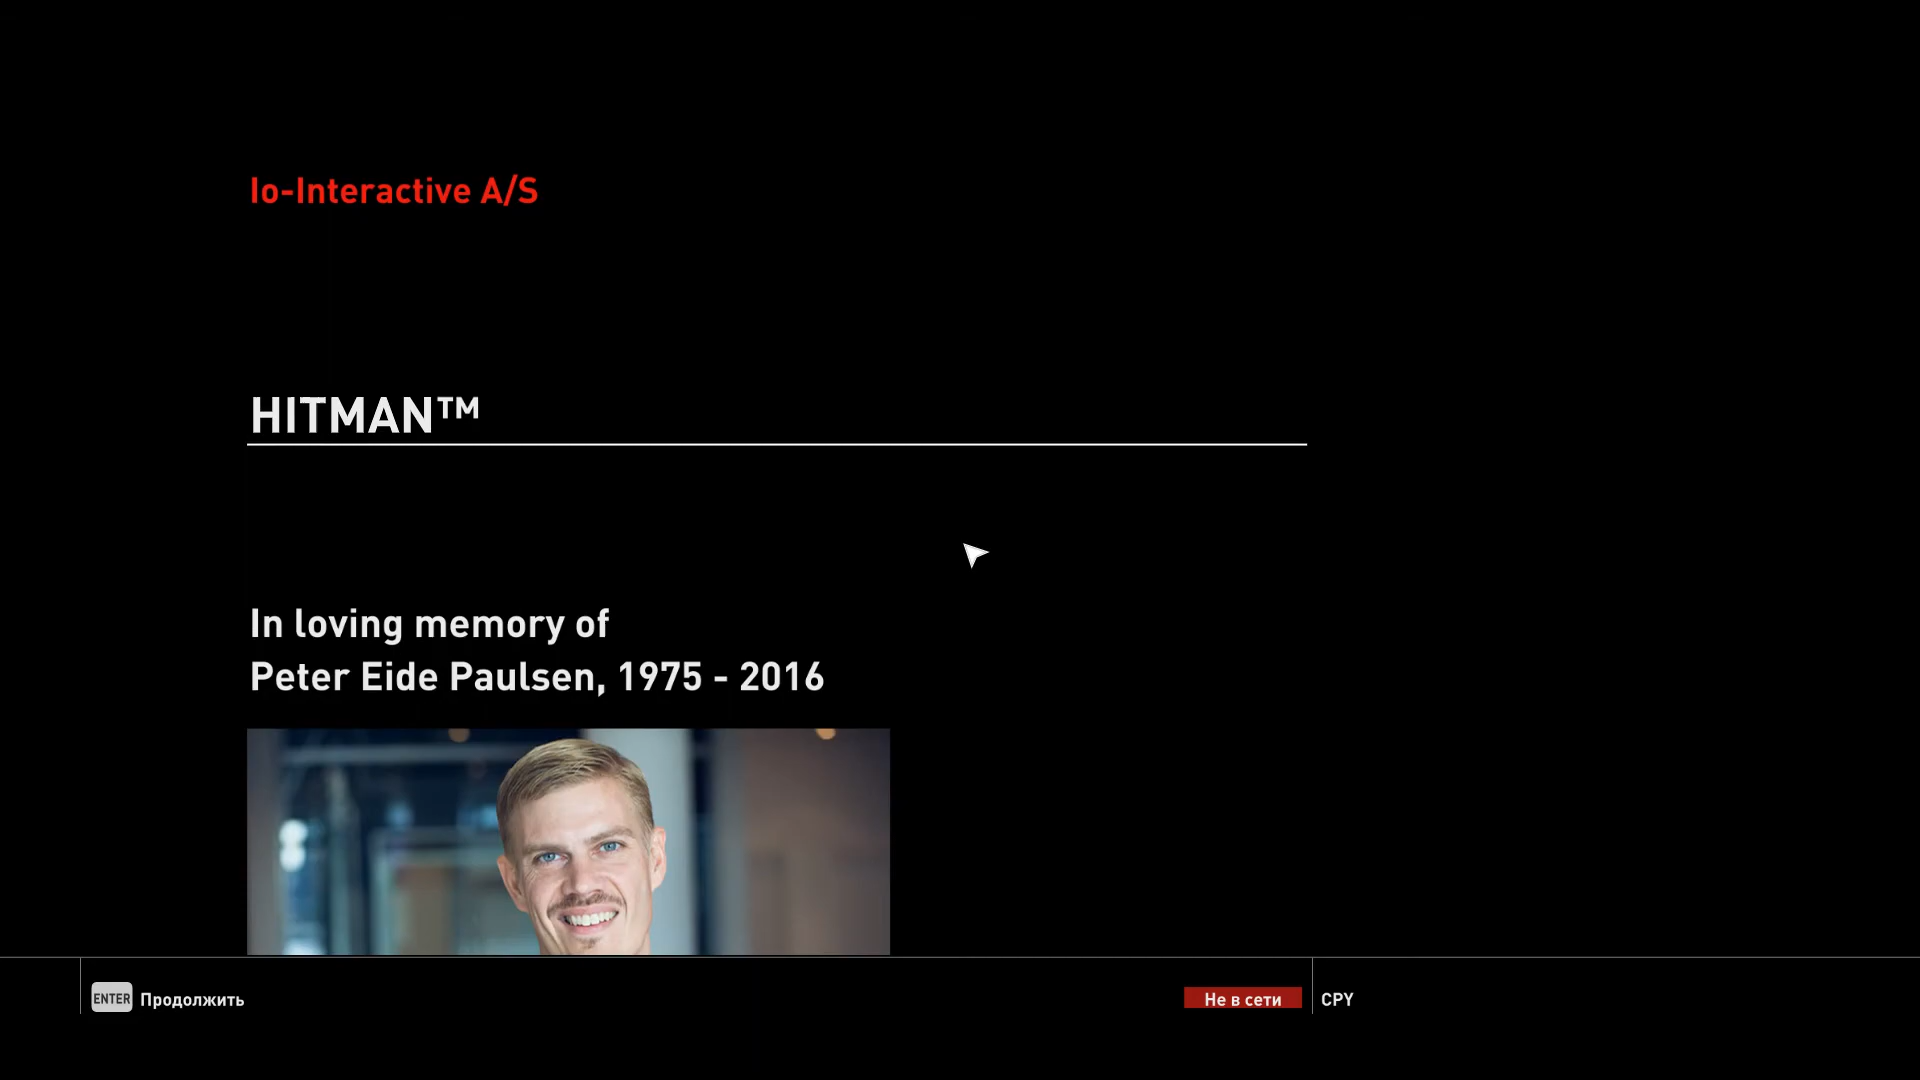 Io-Interactive A/S
HITMAN™
In loving memory of
Peter Eide Paulsen, 1975 - 2016
ENTER Продолжить
Не в сети
CPY